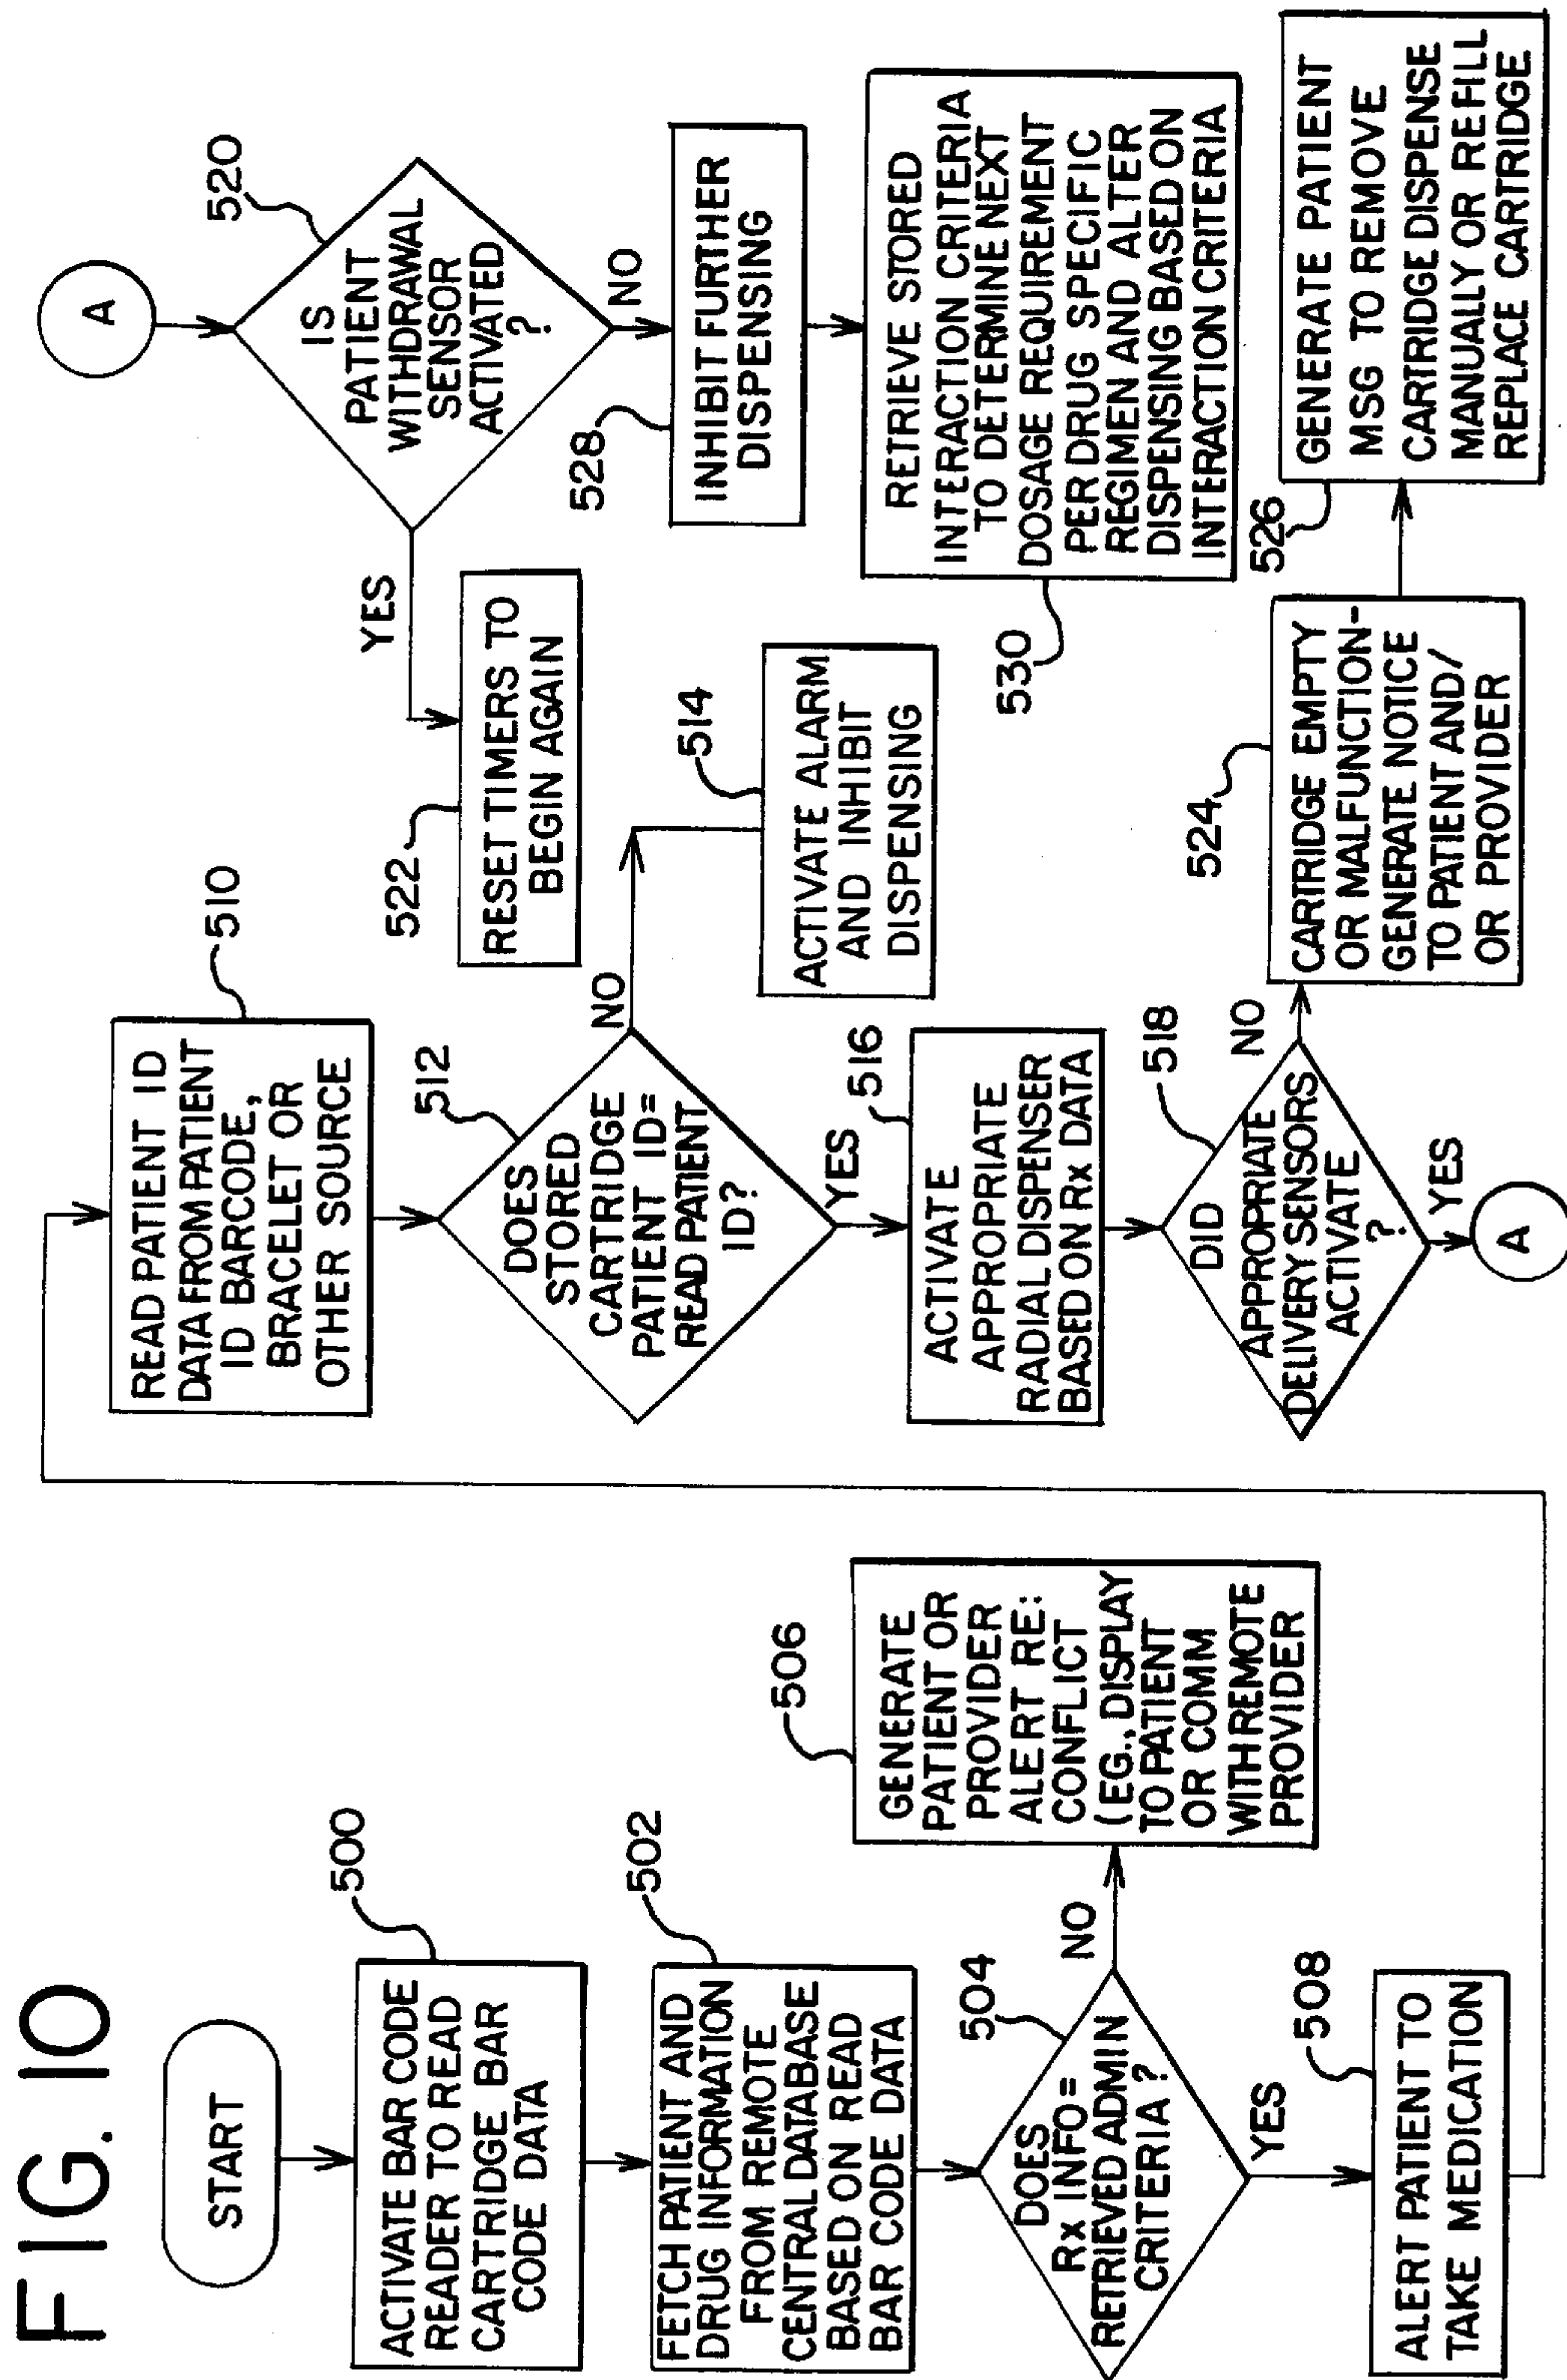 FIG. 10
START
500
ACTIVATE BAR CODE
READER TO READ
CARTRIDGE BAR
CODE DATA
502
FETCH PATIENT AND
DRUG INFORMATION
FROM REMOTE
CENTRAL DATABASE
BASED ON READ
BAR CODE DATA
504
DOES
Rx INFO=
RETRIEVED ADMIN
CRITERIA ?
NO
506
GENERATE
PATIENT OR
PROVIDER
ALERT RE:
CONFLICT
(EG., DISPLAY
TO PATIENT
OR COMM
WITH REMOTE
PROVIDER
YES
508
ALERT PATIENT TO
TAKE MEDICATION
510
READ PATIENT ID
DATA FROM PATIENT
ID BARCODE,
BRACELET OR
OTHER SOURCE
512
DOES
STORED
CARTRIDGE
PATIENT ID=
READ PATIENT
ID?
NO
514
ACTIVATE ALARM
AND INHIBIT
DISPENSING
YES
516
ACTIVATE
APPROPRIATE
RADIAL DISPENSER
BASED ON Rx DATA
518
DID
APPROPRIATE
DELIVERY SENSORS
ACTIVATE
?
NO
524
CARTRIDGE EMPTY
OR MALFUNCTION-
GENERATE NOTICE
TO PATIENT AND/
OR PROVIDER
526
GENERATE PATIENT
MSG TO REMOVE
CARTRIDGE DISPENSE
MANUALLY OR REFILL
REPLACE CARTRIDGE
YES
A
A
520
IS
PATIENT
WITHDRAWAL
SENSOR
ACTIVATED
?
YES
522
RESET TIMERS TO
BEGIN AGAIN
NO
528
INHIBIT FURTHER
DISPENSING
530
RETRIEVE STORED
INTERACTION CRITERIA
TO DETERMINE NEXT
DOSAGE REQUIREMENT
PER DRUG SPECIFIC
REGIMEN AND ALTER
DISPENSING BASED ON
INTERACTION CRITERIA